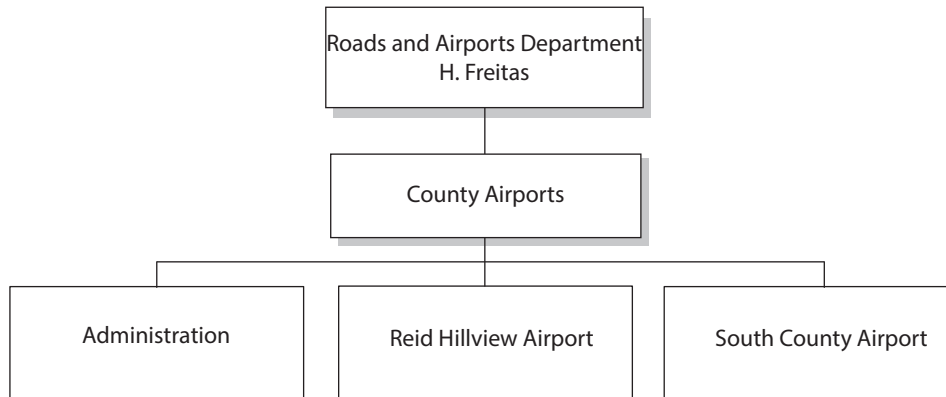 Roads and Airports Department
H. Freitas
County Airports
Administration
Reid Hillview Airport
South County Airport